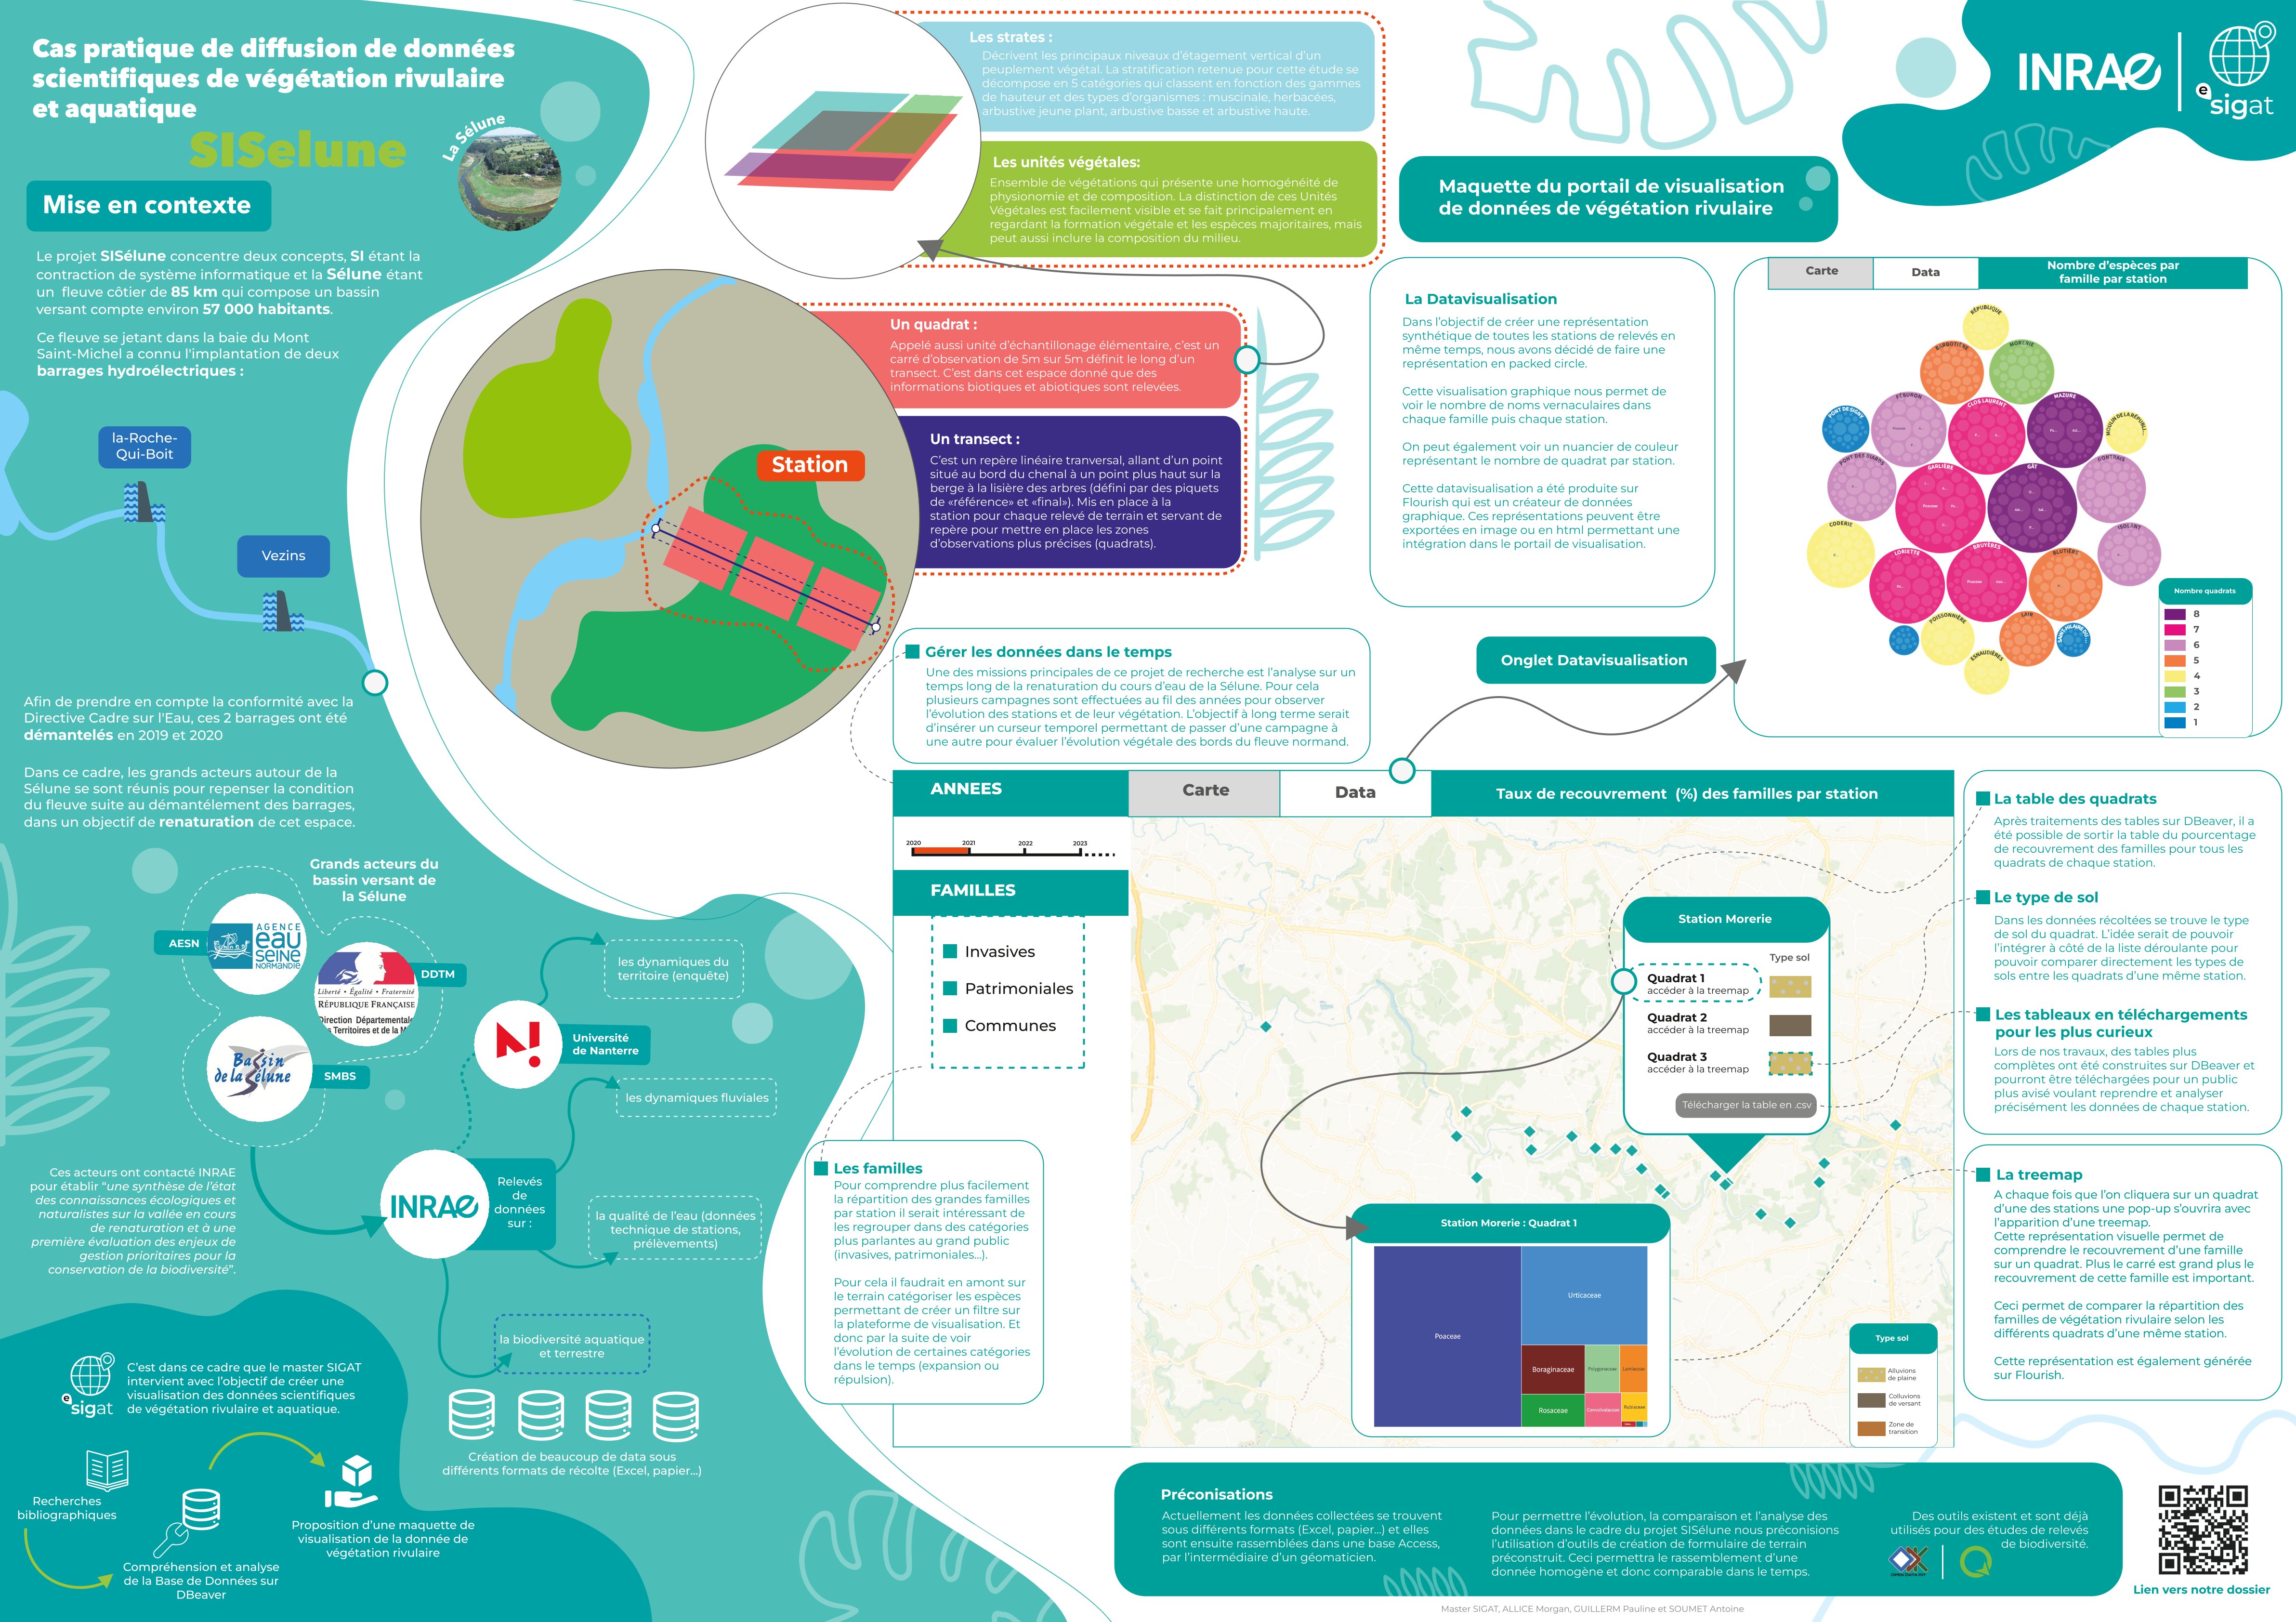 Cas pratique de diffusion de données
scientifiques de végétation rivulaire
et aquatique
SISelune
La Sélune
Mise en contexte
Le projet SISélune concentre deux concepts, SI étant la
contraction de système informatique et la Sélune étant
un fleuve côtier de 85 km qui compose un bassin
versant compte environ 57 000 habitants.
Ce fleuve se jetant dans la baie du Mont
Saint-Michel a connu l'implantation de deux
barrages hydroélectriques :
la-Roche-
Qui-Boit
Vezins
Afin de prendre en compte la conformité avec la
Directive Cadre sur l'Eau, ces 2 barrages ont été
démantelés en 2019 et 2020
Dans ce cadre, les grands acteurs autour de la
Sélune se sont réunis pour repenser la condition
du fleuve suite au démantélement des barrages,
dans un objectif de renaturation de cet espace.
Grands acteurs du
bassin versant de
la Sélune
AESN
AGENCE
eau
SEINE
NORMANDIE
DDTM
Liberté • Égalité • Fraternité
RÉPUBLIQUE FRANÇAISE
Direction Départementale
s Territoires et de la M
Bassin
de la Sélune
SMBS
Université
de Nanterre
les dynamiques du
territoire (enquête)
les dynamiques fluviales
Ces acteurs ont contacté INRAE
pour établir “une synthèse de l'état
des connaissances écologiques et
naturalistes sur la vallée en cours
de renaturation et à une
première évaluation des enjeux de
gestion prioritaires pour la
conservation de la biodiversité”.
INRAE
Relevés
de
données
sur :
la qualité de l'eau (données
technique de stations,
prélèvements)
la biodiversité aquatique
et terrestre
Création de beaucoup de data sous
différents formats de récolte (Excel, papier...)
e
sigat
C'est dans ce cadre que le master SIGAT
intervient avec l'objectif de créer une
visualisation des données scientifiques
de végétation rivulaire et aquatique.
Recherches
bibliographiques
Compréhension et analyse
de la Base de Données sur
DBeaver
Proposition d'une maquette de
visualisation de la donnée de
végétation rivulaire
Les strates :
Décrivent les principaux niveaux d'étagement vertical d'un
peuplement végétal. La stratification retenue pour cette étude se
décompose en 5 catégories qui classent en fonction des gammes
de hauteur et des types d'organismes : muscinale, herbacées,
arbustive jeune plant, arbustive basse et arbustive haute.
Les unités végétales:
Ensemble de végétations qui présente une homogénéité de
physionomie et de composition. La distinction de ces Unités
Végétales est facilement visible et se fait principalement en
regardant la formation végétale et les espèces majoritaires, mais
peut aussi inclure la composition du milieu.
Un quadrat :
Appelé aussi unité d'échantillonage élémentaire, c'est un
carré d'observation de 5m sur 5m définit le long d'un
transect. C'est dans cet espace donné que des
informations biotiques et abiotiques sont relevées.
Un transect :
C'est un repère linéaire tranversal, allant d'un point
situé au bord du chenal à un point plus haut sur la
berge à la lisière des arbres (défini par des piquets
de «référence» et «final»). Mis en place à la
station pour chaque relevé de terrain et servant de
repère pour mettre en place les zones
d'observations plus précises (quadrats).
Station
Gérer les données dans le temps
Une des missions principales de ce projet de recherche est l'analyse sur un
temps long de la renaturation du cours d'eau de la Sélune. Pour cela
plusieurs campagnes sont effectuées au fil des années pour observer
l'évolution des stations et de leur végétation. L'objectif à long terme serait
d'insérer un curseur temporel permettant de passer d'une campagne à
une autre pour évaluer l'évolution végétale des bords du fleuve normand.
INRAE
e
sigat
Maquette du portail de visualisation
de données de végétation rivulaire
La Datavisualisation
Dans l'objectif de créer une représentation
synthétique de toutes les stations de relevés en
même temps, nous avons décidé de faire une
représentation en packed circle.
Cette visualisation graphique nous permet de
voir le nombre de noms vernaculaires dans
chaque famille puis chaque station.
On peut également voir un nuancier de couleur
représentant le nombre de quadrat par station.
Cette datavisualisation a été produite sur
Flourish qui est un créateur de données
graphique. Ces représentations peuvent être
exportées en image ou en html permettant une
intégration dans le portail de visualisation.
Onglet Datavisualisation
Carte
Data
Nombre d'espèces par
famille par station
RÉPUBLIQUE
MORERIE
CLOS LAURENT
MAZURE
PONT DE SIGNY
MOULIN DE LA RÉPUBL...
GARLIÈRE
GÂT
CODERIE
ISOLANT
LORIETTE
BRUYÈRES
BLUTIÈRE
POISSONNIÈRE
LAIR
ESNAUDIÈRES
Nombre quadrats
8
7
6
5
4
3
2
1
ANNEES
Carte
Data
Taux de recouvrement (%) des familles par station
2020
2021
2022
2023
FAMILLES
Invasives
Patrimoniales
Communes
Les familles
Pour comprendre plus facilement
la répartition des grandes familles
par station il serait intéressant de
les regrouper dans des catégories
plus parlantes au grand public
(invasives, patrimoniales...).
Pour cela il faudrait en amont sur
le terrain catégoriser les espèces
permettant de créer un filtre sur
la plateforme de visualisation. Et
donc par la suite de voir
l'évolution de certaines catégories
dans le temps (expansion ou
répulsion).
Station Morerie
Type sol
Quadrat 1
accéder à la treemap
Quadrat 2
accéder à la treemap
Quadrat 3
accéder à la treemap
Télécharger la table en .csv
Station Morerie : Quadrat 1
Poaceae
Urticaceae
Boraginaceae
Polygonaceae
Lamiaceae
Rosaceae
Convolvulaceae
Rubiaceae
Type sol
Alluvions
de plaine
Colluvions
de versant
Zone de
transition
La table des quadrats
Après traitements des tables sur DBeaver, il a
été possible de sortir la table du pourcentage
de recouvrement des familles pour tous les
quadrats de chaque station.
Le type de sol
Dans les données récoltées se trouve le type
de sol du quadrat. L'idée serait de pouvoir
l'intégrer à côté de la liste déroulante pour
pouvoir comparer directement les types de
sols entre les quadrats d'une même station.
Les tableaux en téléchargements
pour les plus curieux
Lors de nos travaux, des tables plus
complètes ont été construites sur DBeaver et
pourront être téléchargées pour un public
plus avisé voulant reprendre et analyser
précisément les données de chaque station.
La treemap
A chaque fois que l'on cliquera sur un quadrat
d'une des stations une pop-up s'ouvrira avec
l'apparition d'une treemap.
Cette représentation visuelle permet de
comprendre le recouvrement d'une famille
sur un quadrat. Plus le carré est grand plus le
recouvrement de cette famille est important.
Ceci permet de comparer la répartition des
familles de végétation rivulaire selon les
différents quadrats d'une même station.
Cette représentation est également générée
sur Flourish.
Préconisations
Actuellement les données collectées se trouvent
sous différents formats (Excel, papier...) et elles
sont ensuite rassemblées dans une base Access,
par l'intermédiaire d'un géomaticien.
Pour permettre l'évolution, la comparaison et l'analyse des
données dans le cadre du projet SISélune nous préconisions
l'utilisation d'outils de création de formulaire de terrain
préconstruit. Ceci permettra le rassemblement d'une
donnée homogène et donc comparable dans le temps.
Des outils existent et sont déjà
utilisés pour des études de relevés
de biodiversité.
OPEN DATA KIT
Lien vers notre dossier
Master SIGAT, ALLICE Morgan, GUILLERM Pauline et SOUMET Antoine